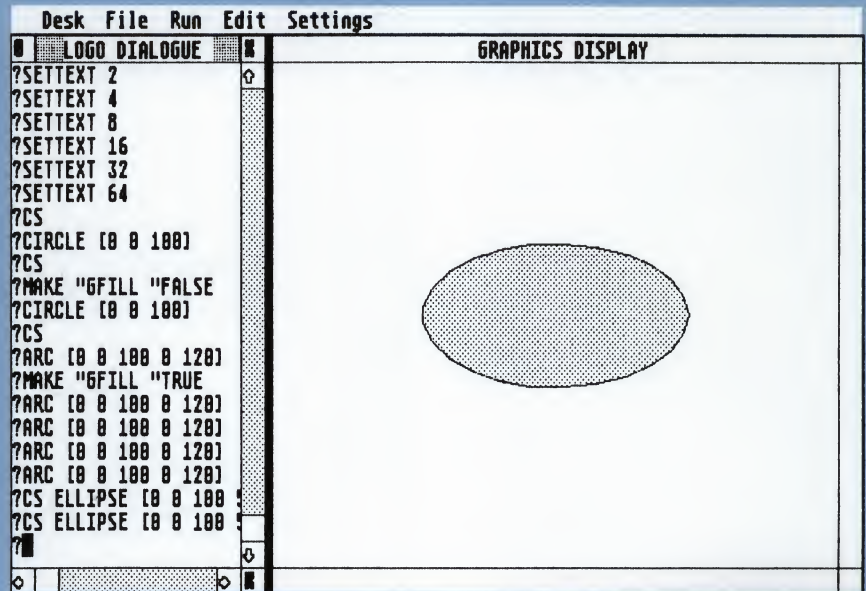 Desk File Run Edit Settings
LOGO DIALOGUE
GRAPHICS DISPLAY
?SETTEXT 2
?SETTEXT 4
?SETTEXT 8
?SETTEXT 16
?SETTEXT 32
?SETTEXT 64
?CS
?CIRCLE [0 0 100]
?CS
?MAKE "GFILL "FALSE
?CIRCLE [0 0 100]
?CS
?ARC [0 0 100 0 120]
?MAKE "GFILL "TRUE
?ARC [0 0 100 0 120]
?ARC [0 0 100 0 120]
?ARC [0 0 100 0 120]
?ARC [0 0 100 0 120]
?CS ELLIPSE [0 0 100
?CS ELLIPSE [0 0 100
?